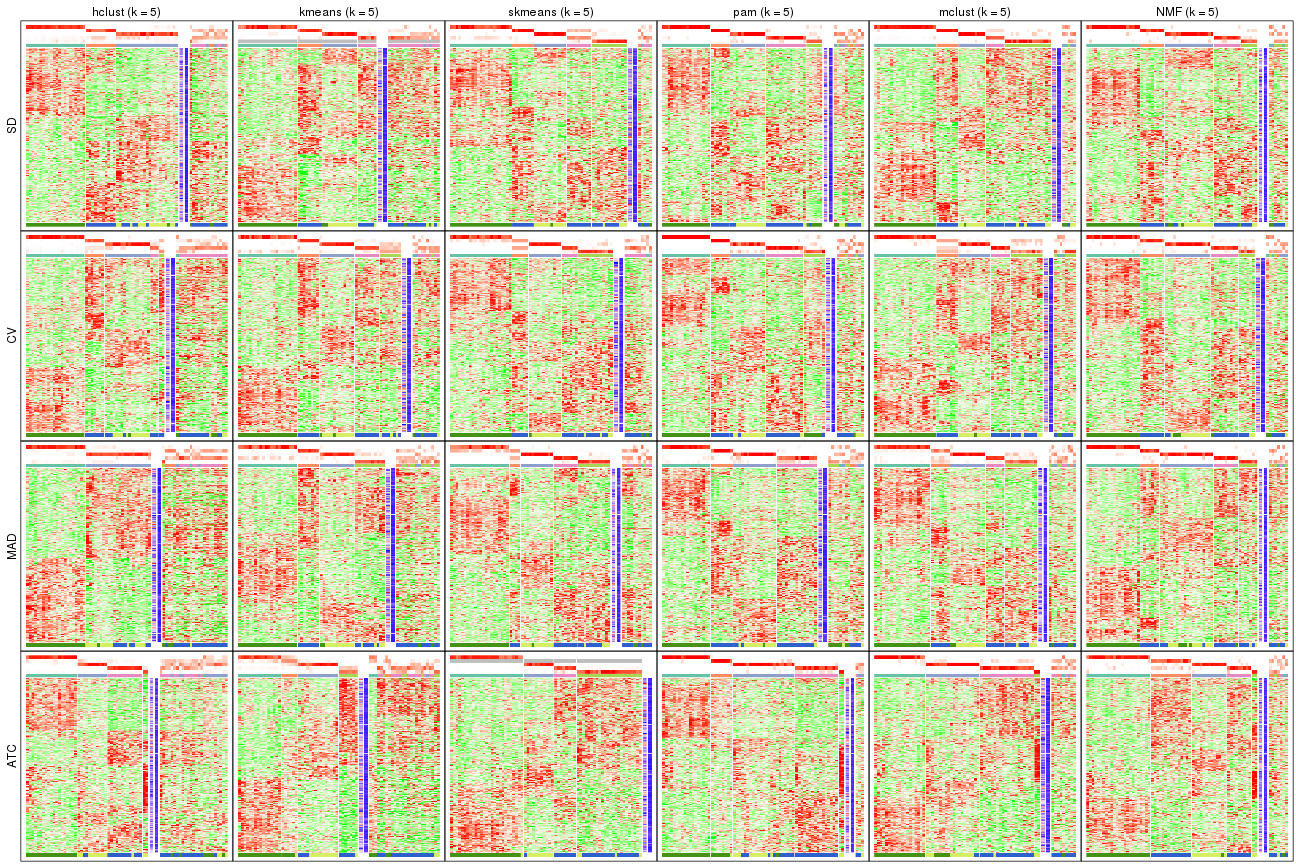 hclust (k = 5) kmeans (k = 5) skmeans (k = 5) pam (k = 5) mclust (k = 5) NMF (k = 5)
SD
CV
MAD
ATC